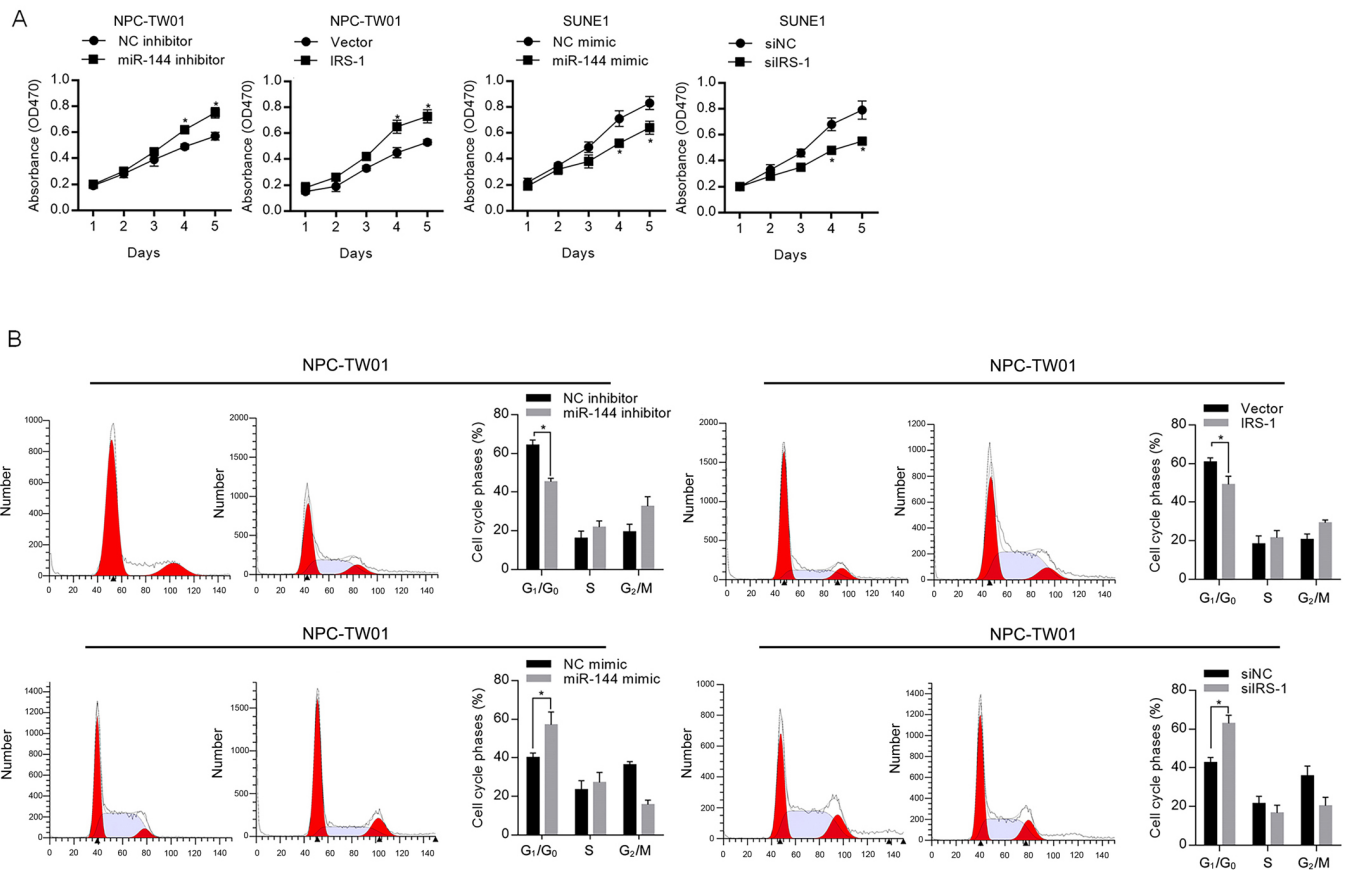 A
NPC-TW01
NC inhibitor
miR-144 inhibitor
Absorbance (OD470)
1.0
0.8
0.6
0.4
0.2
0.0
* *
1 2 3 4 5
Days
NPC-TW01
Vector
IRS-1
Absorbance (OD470)
1.0
0.8
0.6
0.4
0.2
0.0
* *
1 2 3 4 5
Days
SUNE1
NC mimic
miR-144 mimic
Absorbance (OD470)
1.0
0.8
0.6
0.4
0.2
0.0
* *
1 2 3 4 5
Days
SUNE1
siNC
siIRS-1
Absorbance (OD470)
1.0
0.8
0.6
0.4
0.2
0.0
* *
1 2 3 4 5
Days
B
NPC-TW01
Number
1000
800
600
400
200
0
0 20 40 60 80 100 120 140
Number
2000
1500
1000
500
0
0 20 40 60 80 100 120 140
NC inhibitor
miR-144 inhibitor
Cell cycle phases (%)
80
60
40
20
0
*
G1/G0 S G2/M
NPC-TW01
Number
2000
1500
1000
500
0
0 20 40 60 80 100 120 140
Number
1200
1000
800
600
400
200
0
0 20 40 60 80 100 120 140
Vector
IRS-1
Cell cycle phases (%)
80
60
40
20
0
*
G1/G0 S G2/M
NPC-TW01
Number
1400
1200
1000
800
600
400
200
0
0 20 40 60 80 100 120 140
Number
1500
1000
500
0
0 20 40 60 80 100 120 140
NC mimic
miR-144 mimic
Cell cycle phases (%)
80
60
40
20
0
*
G1/G0 S G2/M
NPC-TW01
Number
1000
800
600
400
200
0
0 20 40 60 80 100 120 140
Number
1400
1200
1000
800
600
400
200
0
0 20 40 60 80 100 120 140
siNC
siIRS-1
Cell cycle phases (%)
80
60
40
20
0
*
G1/G0 S G2/M